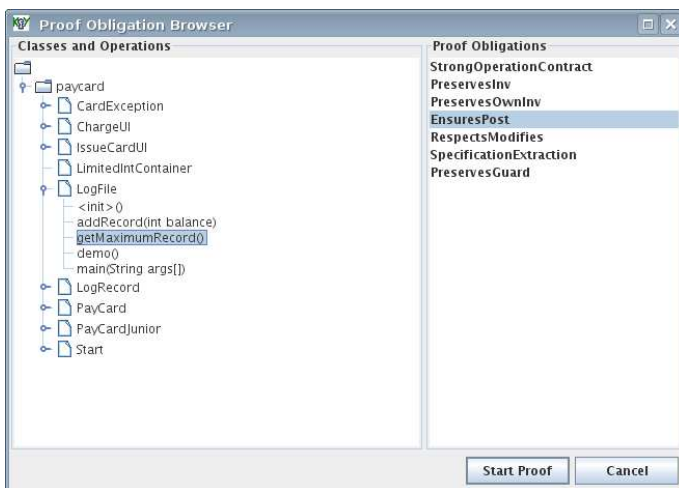 KeY Proof Obligation Browser
Classes and Operations
paycard
CardException
ChargeUI
IssueCardUI
LimitedIntContainer
LogFile
<init>()
addRecord(int balance)
getMaximumRecord()
demo()
main(String args[])
LogRecord
PayCard
PayCardJunior
Start
Proof Obligations
StrongOperationContract
PreservesInv
PreservesOwnInv
EnsuresPost
RespectsModifies
SpecificationExtraction
PreservesGuard
Start Proof
Cancel